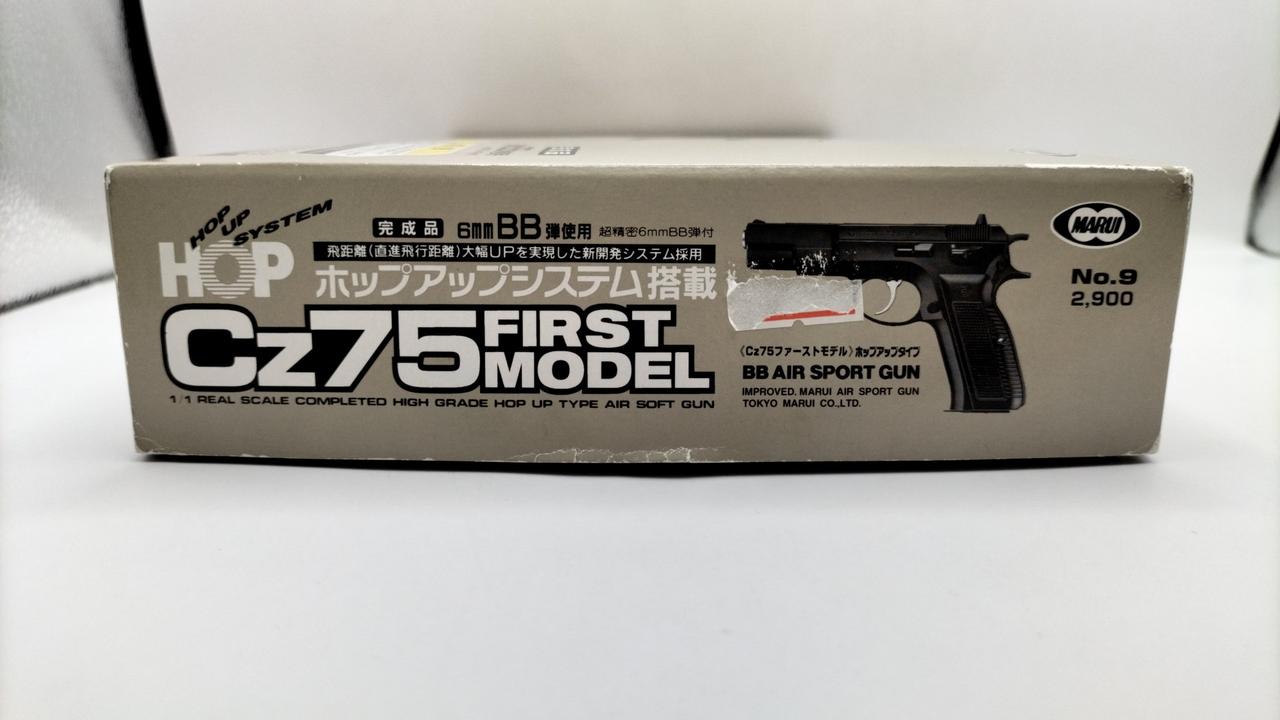 HOP UP SYSTEM
HOP
完成品 6mmBB弾使用 超精密6mmBB弾付
飛距離(直進飛行距離)大幅UPを実現した新開発システム採用
ホップアップシステム搭載
Cz75 FIRST MODEL
1/1 REAL SCALE COMPLETED HIGH GRADE HOP UP TYPE AIR SOFT GUN
《Cz75ファーストモデル》ホップアップタイプ
BB AIR SPORT GUN
IMPROVED. MARUI AIR SPORT GUN
TOKYO MARUI CO.,LTD.
MARUI
No.9
2,900